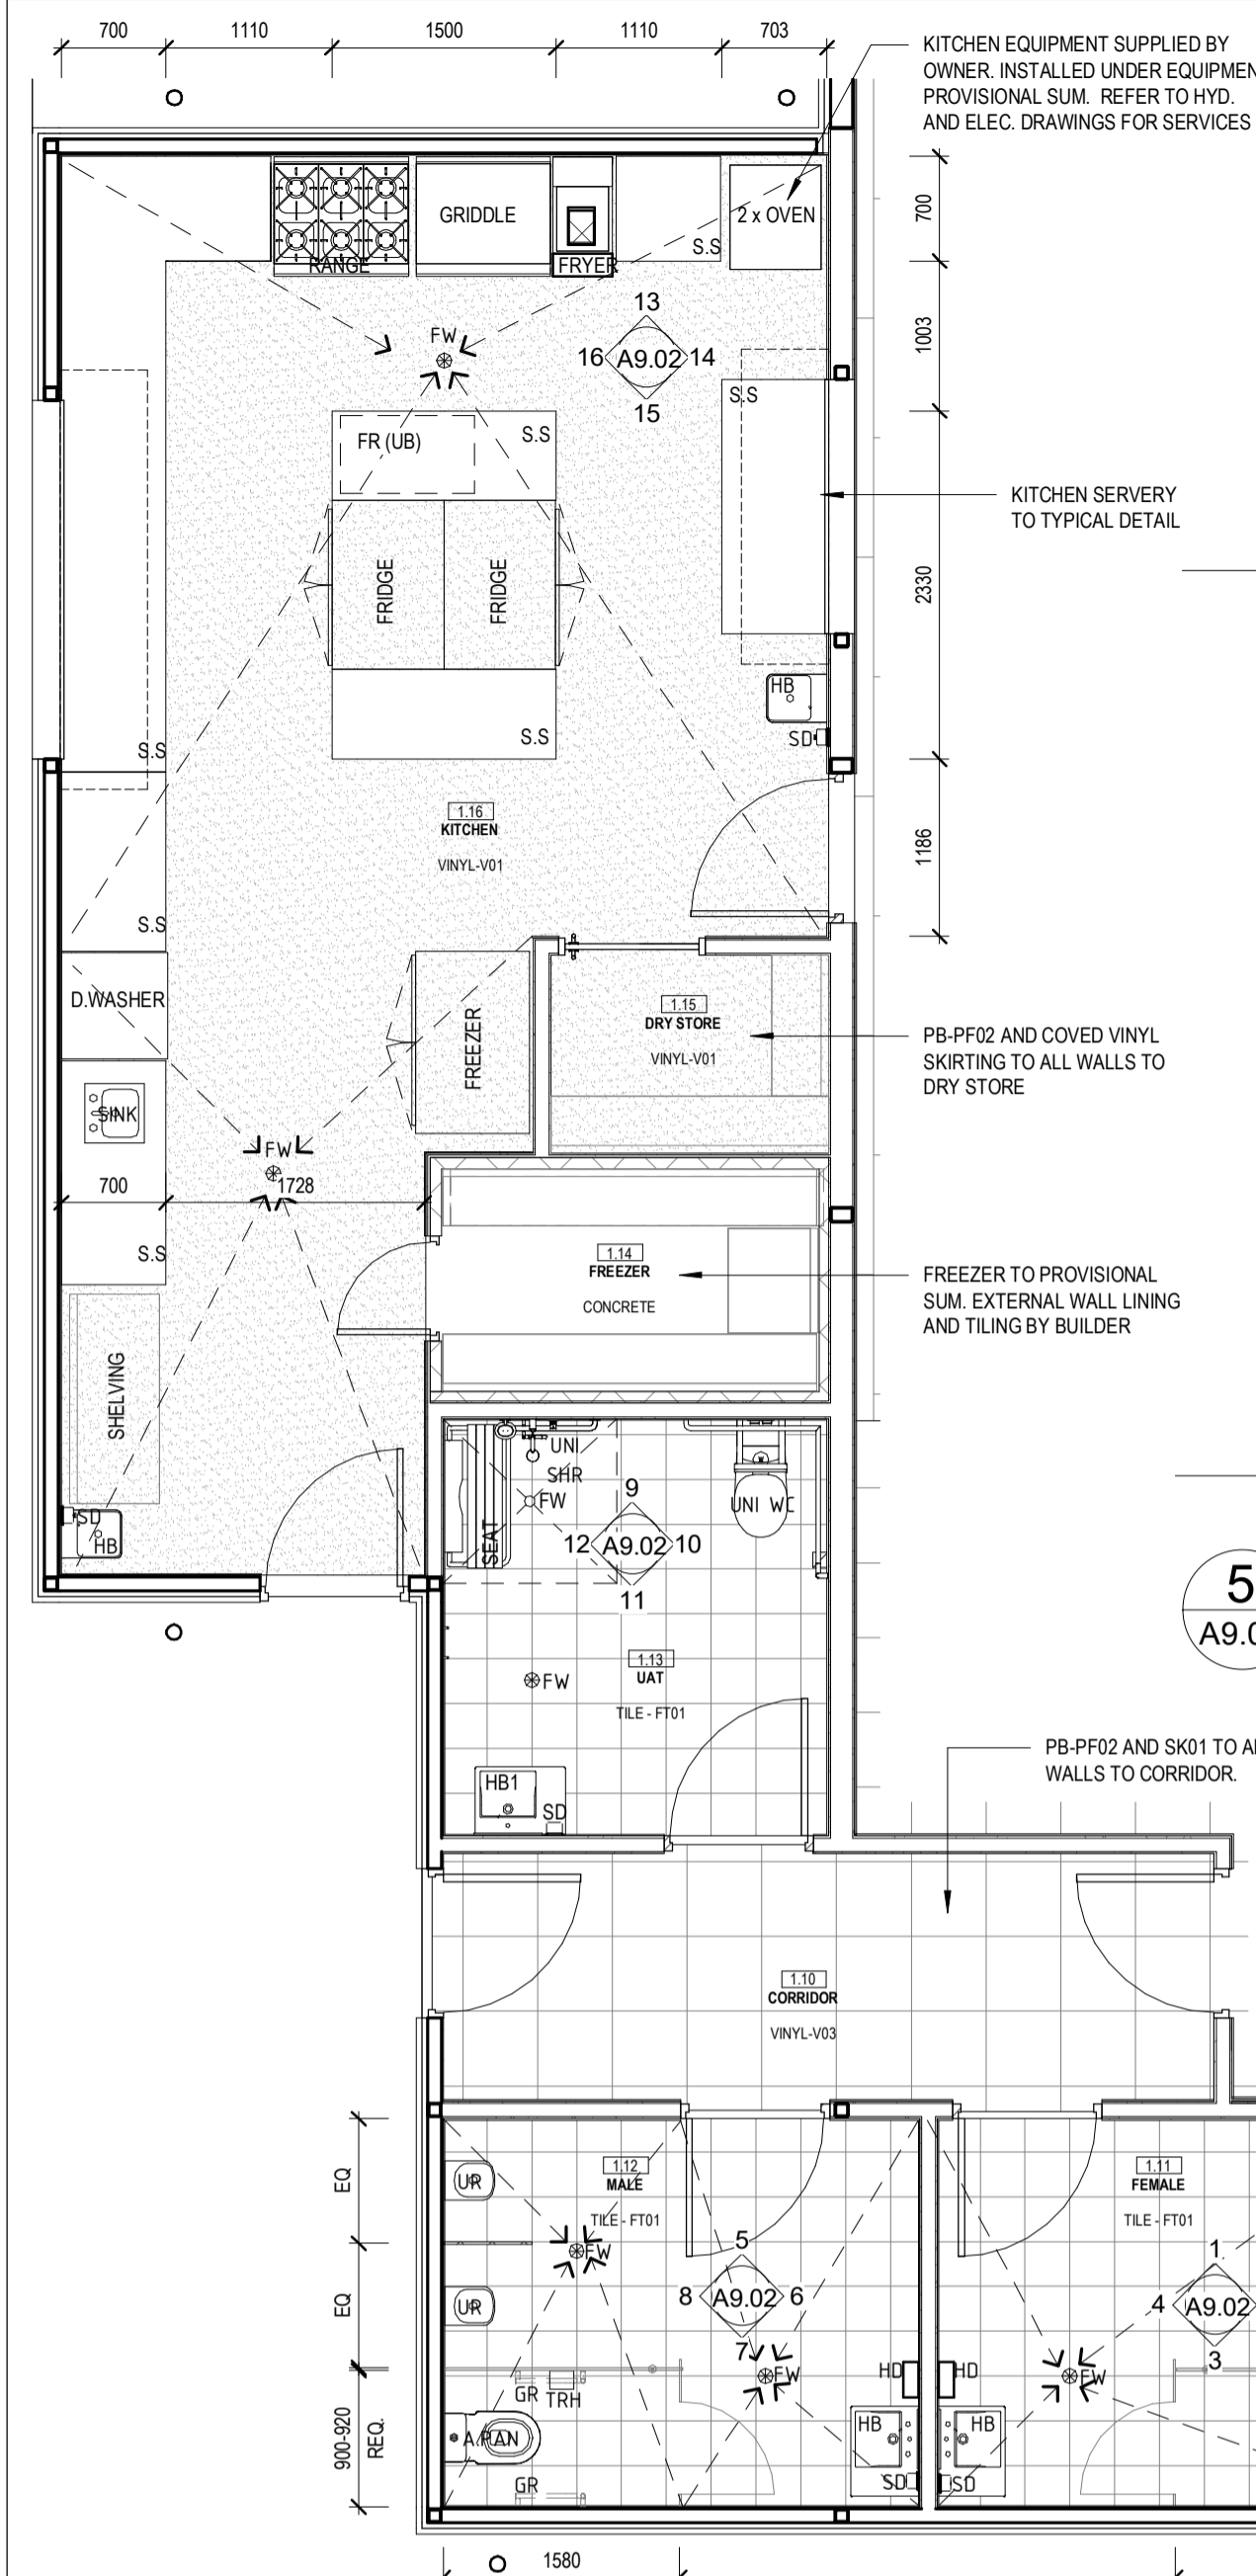 700
1110
1500
1110
703
KITCHEN EQUIPMENT SUPPLIED BY
OWNER. INSTALLED UNDER EQUIPMEN
PROVISIONAL SUM. REFER TO HYD.
AND ELEC. DRAWINGS FOR SERVICES
700
GRIDDLE
2 x OVEN
S.S
RANGE
FRYER
13
FW
16
A9.02
14
15
1003
S.S
FR (UB)
S.S
KITCHEN SERVERY
TO TYPICAL DETAIL
FRIDGE
FRIDGE
2330
HB
SD
S.S
S.S
1.16
KITCHEN
VINYL-V01
1186
S.S
D.WASHER
FREEZER
1.15
DRY STORE
VINYL-V01
PB-PF02 AND COVED VINYL
SKIRTING TO ALL WALLS TO
DRY STORE
SINK
FW
700
1728
S.S
1.14
FREEZER
CONCRETE
FREEZER TO PROVISIONAL
SUM. EXTERNAL WALL LINING
AND TILING BY BUILDER
SHELVING
UNI
SHR
FW
SEAT
UNI WC
9
12
A9.02
10
11
SD
HB
5
A9.0
1.13
UAT
TILE - FT01
FW
PB-PF02 AND SK01 TO AL
WALLS TO CORRIDOR.
HB1
SD
1.10
CORRIDOR
VINYL-V03
EQ
UR
1.12
MALE
TILE - FT01
1.11
FEMALE
TILE - FT01
FW
5
8
A9.02
6
7
1
4
A9.02
3
EQ
UR
FW
HD
HD
FW
GR
TRH
900-920
REQ.
A.PAN
HB
HB
GR
SD
SD
1580